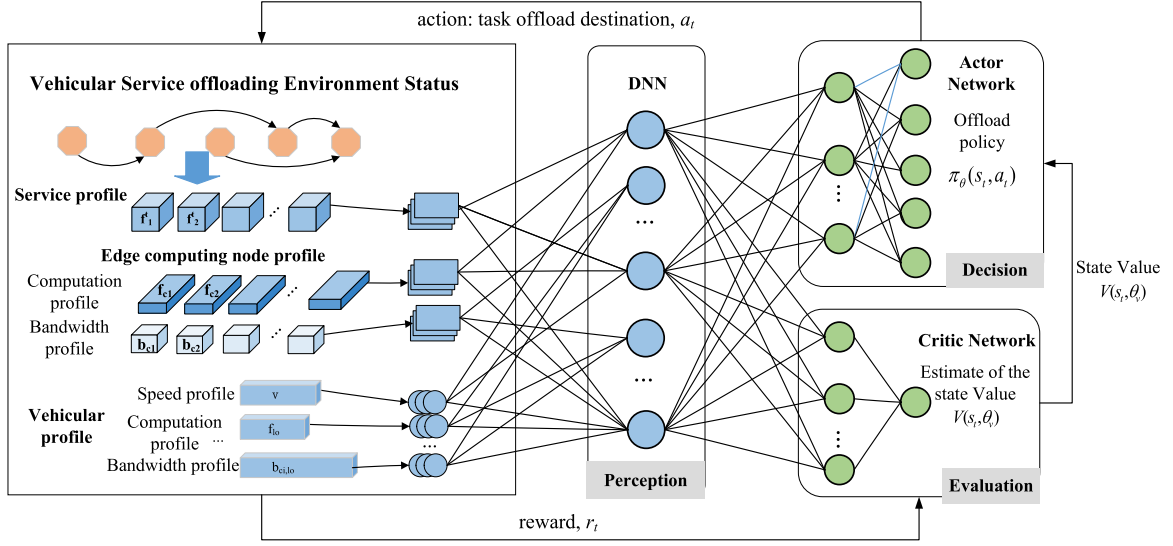 action: task offload destination, a_t
Vehicular Service offloading Environment Status
Service profile
f^t_1
f^t_2
...
Edge computing node profile
Computation
profile
f_c1
f_c2
...
Bandwidth
profile
b_c1
b_c2
...
Speed profile
v
Vehicular
profile
Computation
profile
...
f_lo
...
Bandwidth profile
b_ci,lo
DNN
...
...
Perception
Actor
Network
Offload
policy
π_θ(s_t,a_t)
...
Decision
State Value
V(s_t,θ_v)
Critic Network
Estimate of the
state Value
V(s_t,θ_v)
...
Evaluation
reward, r_t